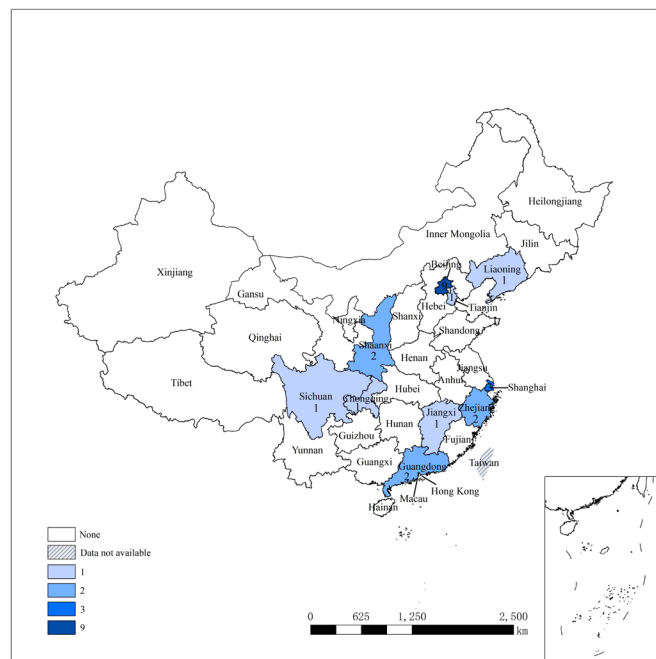 Heilongjiang
Jilin
Inner Mongolia
Liaoning
1
Beijing
9
Tianjin
1
Hebei
Xinjiang
Gansu
Ningxia
Shanxi
Shandong
Qinghai
Shaanxi
2
Henan
Jiangsu
Anhui
Shanghai
Tibet
Sichuan
1
Chongqing
1
Hubei
Zhejiang
2
Hunan
Jiangxi
1
Guizhou
Fujian
Yunnan
Guangxi
Guangdong
2
Taiwan
Hong Kong
Macau
Hainan
None
Data not available
1
2
3
9
0 625 1,250 2,500
km